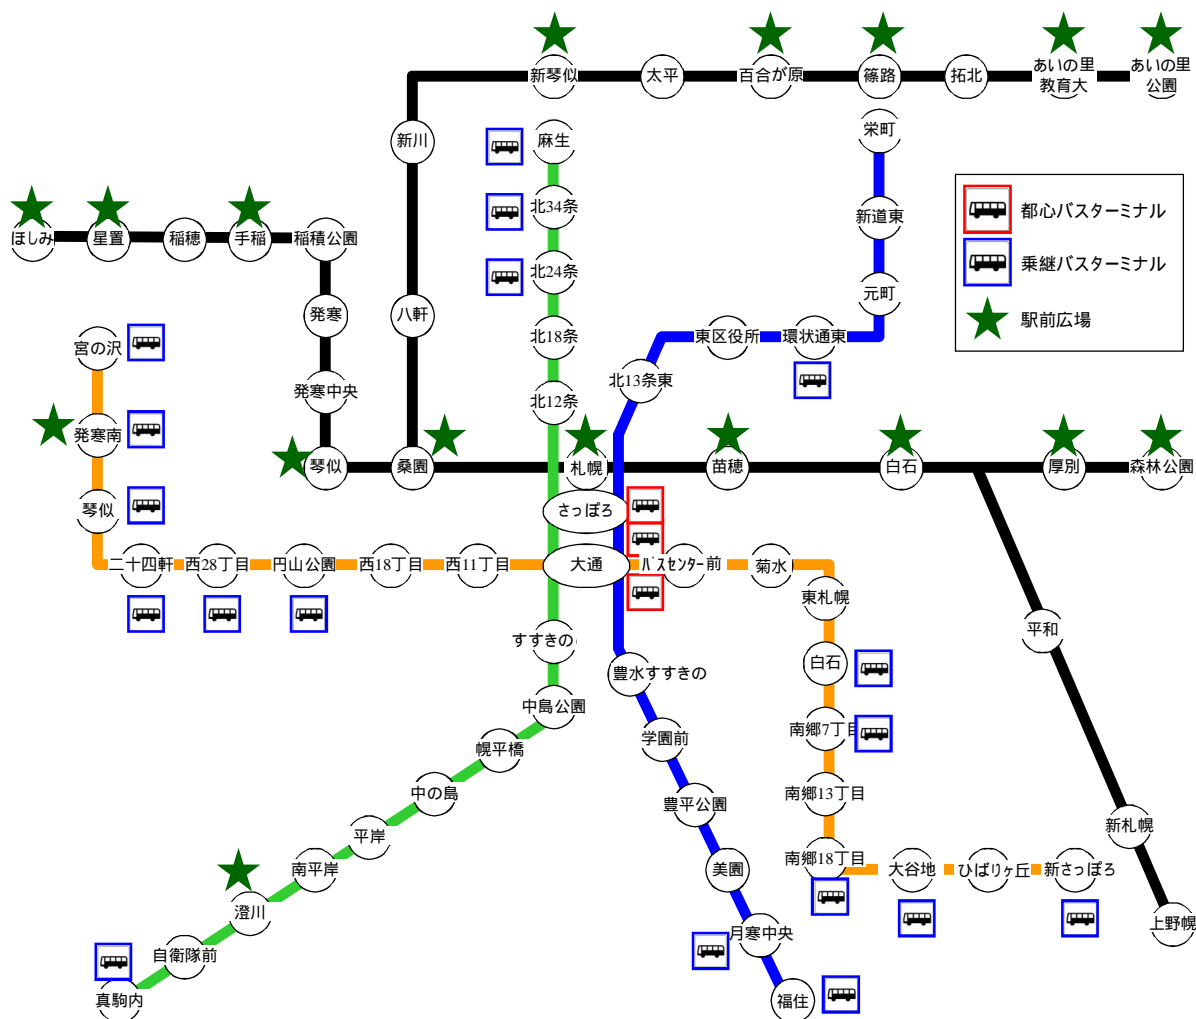 新琴似
太平
百合が原
篠路
拓北
あいの里
教育大
あいの里
公園
新川
麻生
栄町
都心バスターミナル
乗継バスターミナル
駅前広場
ほしみ
星置
稲穂
手稲
稲積公園
北34条
新道東
北24条
元町
発寒
八軒
北18条
東区役所
環状通東
宮の沢
発寒中央
北12条
北13条東
発寒南
琴似
桑園
札幌
苗穂
白石
厚別
森林公園
琴似
さっぽろ
二十四軒
西28丁目
円山公園
西18丁目
西11丁目
大通
バスセンター前
菊水
東札幌
すすきの
豊水すすきの
白石
平和
中島公園
幌平橋
学園前
南郷7丁目
中の島
豊平公園
南郷13丁目
平岸
新札幌
南平岸
美園
南郷18丁目
大谷地
ひばりヶ丘
新さっぽろ
澄川
月寒中央
上野幌
自衛隊前
真駒内
福住